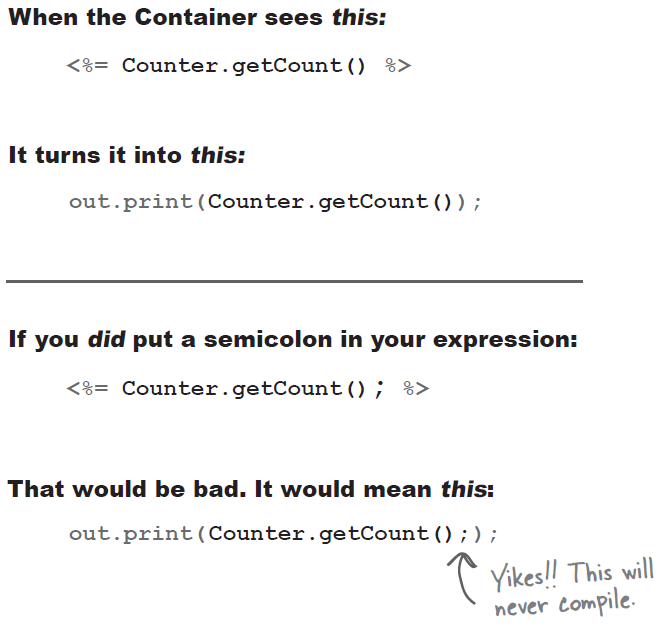 When the Container sees this:
<%= Counter.getCount() %>
It turns it into this:
out.print(Counter.getCount());
If you did put a semicolon in your expression:
<%= Counter.getCount(); %>
That would be bad. It would mean this:
out.print(Counter.getCount(););
Yikes!! This will
never compile.